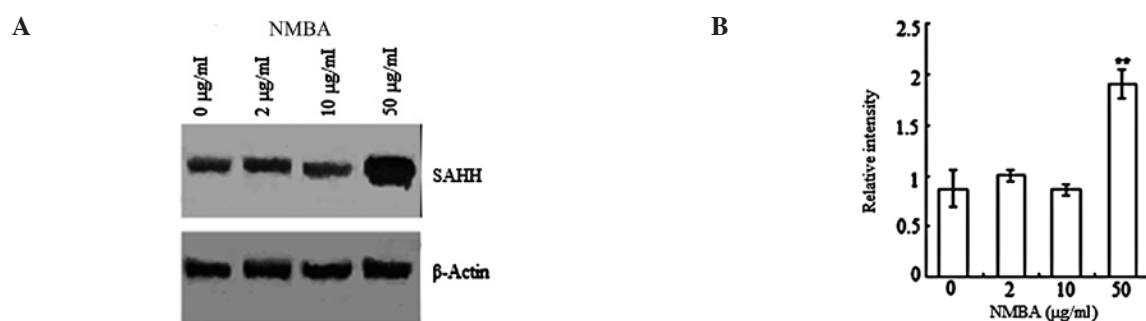 A
NMBA
0 µg/ml
2 µg/ml
10 µg/ml
50 µg/ml
SAHH
β-Actin
B
2.5
2
1.5
1
0.5
0
Relative intensity
**
0 2 10 50
NMBA (µg/ml)